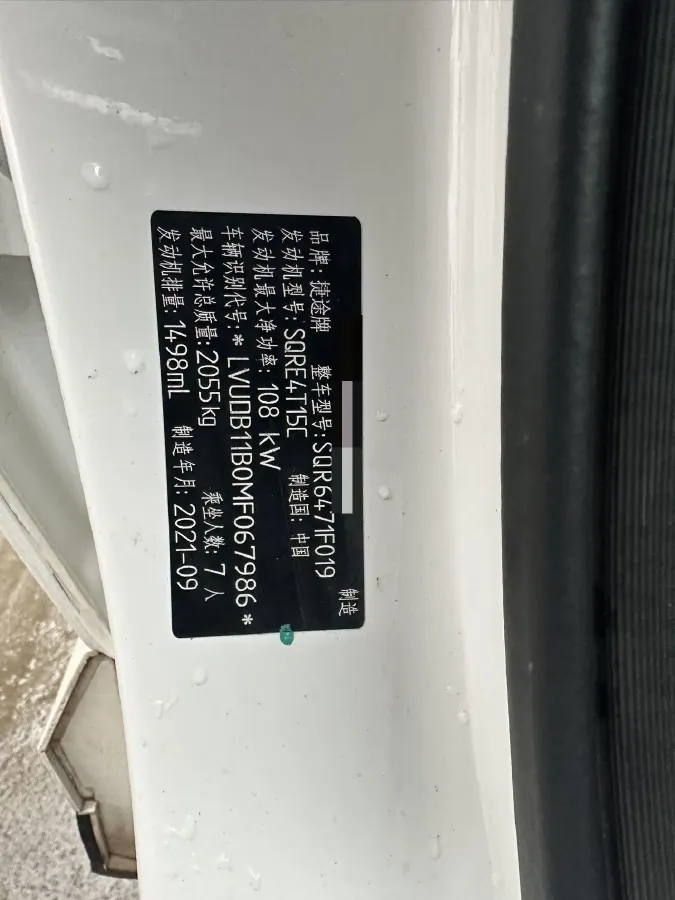 制造
品牌：捷途牌 整车型号：SQR6471F019
发动机型号：SQRE4T15C 制造国：中国
发动机最大净功率：108 kW
车辆识别代号：*LVUDB11B0MF067986*
最大允许总质量：2055kg 乘坐人数：7人
发动机排量：1498mL 制造年月：2021-09